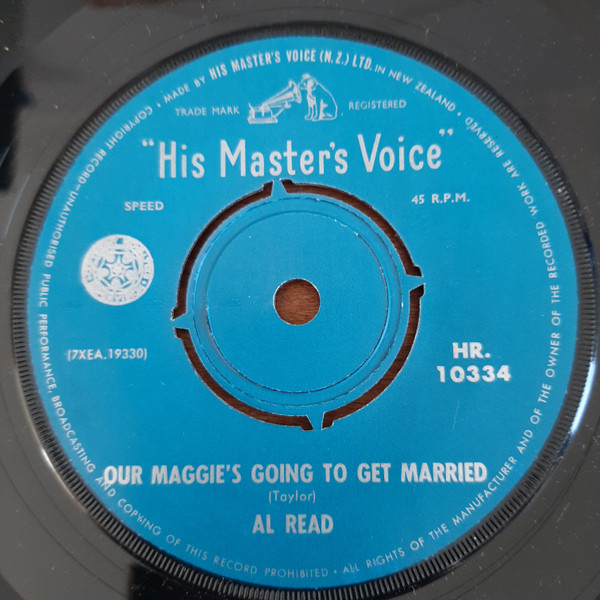 MADE BY HIS MASTER'S VOICE (N.Z.) LTD. IN NEW ZEALAND •
TRADE MARK REGISTERED
"His Master's Voice"
SPEED 45 R.P.M.
(7XEA.19330)
HR.
10334
OUR MAGGIE'S GOING TO GET MARRIED
(Taylor)
AL READ
COPYRIGHT RECORD—UNAUTHORISED PUBLIC PERFORMANCE, BROADCASTING AND COPYING OF THIS RECORD PROHIBITED • ALL RIGHTS OF THE MANUFACTURER AND OF THE OWNER OF THE RECORDED WORK ARE RESERVED •